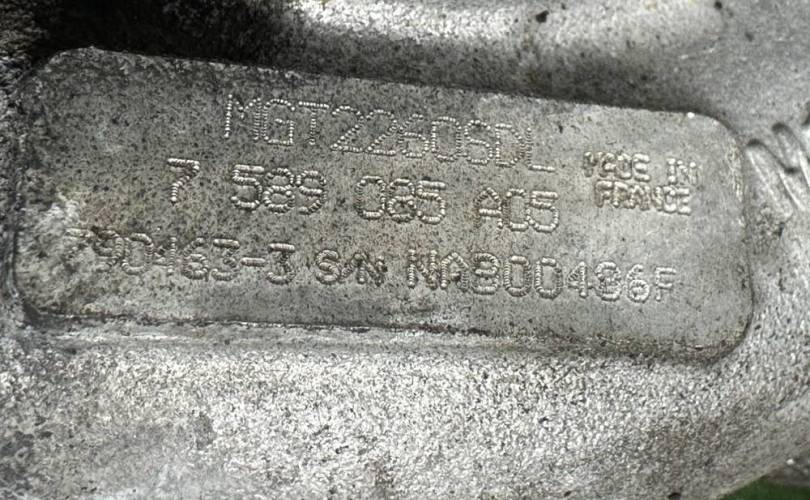 MGT2260SDL
MADE IN
FRANCE
7 589 085 A05
790463-3 S/N NA800486F